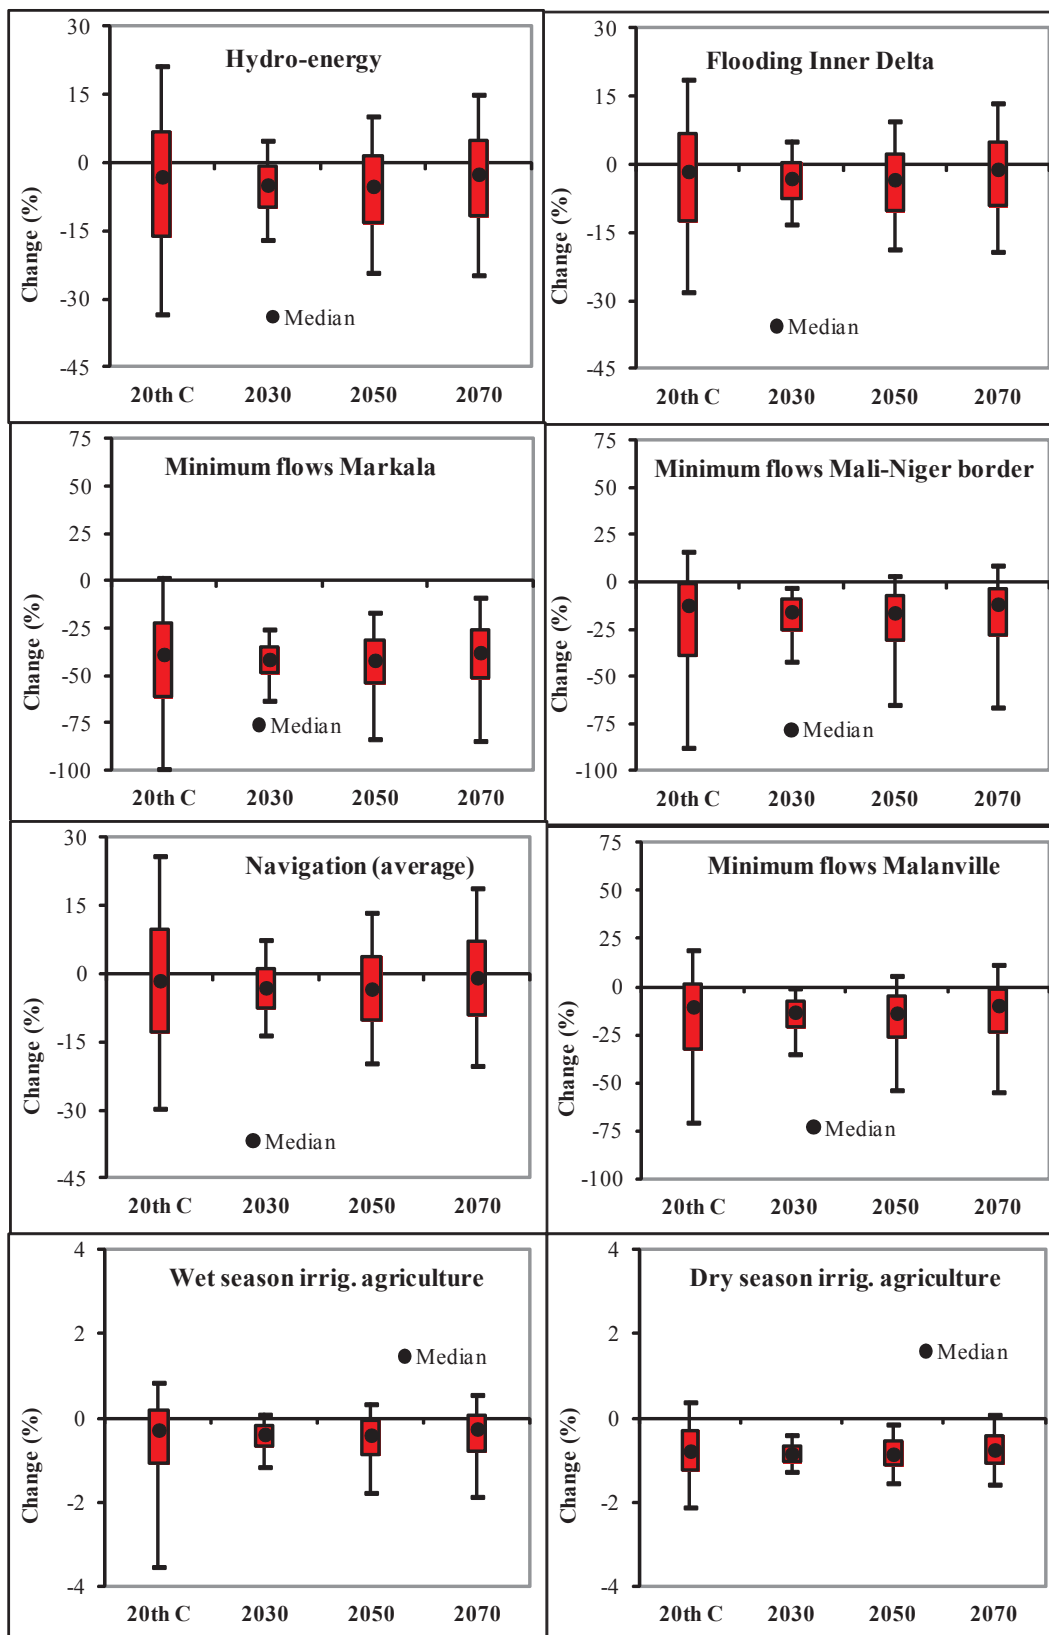 Hydro-energy
Change (%)
30
15
0
-15
-30
-45
Median
20th C 2030 2050 2070
Flooding Inner Delta
Change (%)
30
15
0
-15
-30
-45
Median
20th C 2030 2050 2070
Minimum flows Markala
Change (%)
75
50
25
0
-25
-50
-75
-100
Median
20th C 2030 2050 2070
Minimum flows Mali-Niger border
Change (%)
75
50
25
0
-25
-50
-75
-100
Median
20th C 2030 2050 2070
Navigation (average)
Change (%)
30
15
0
-15
-30
-45
Median
20th C 2030 2050 2070
Minimum flows Malanville
Change (%)
75
50
25
0
-25
-50
-75
-100
Median
20th C 2030 2050 2070
Wet season irrig. agriculture
Change (%)
4
2
0
-2
-4
Median
20th C 2030 2050 2070
Dry season irrig. agriculture
Change (%)
4
2
0
-2
-4
Median
20th C 2030 2050 2070